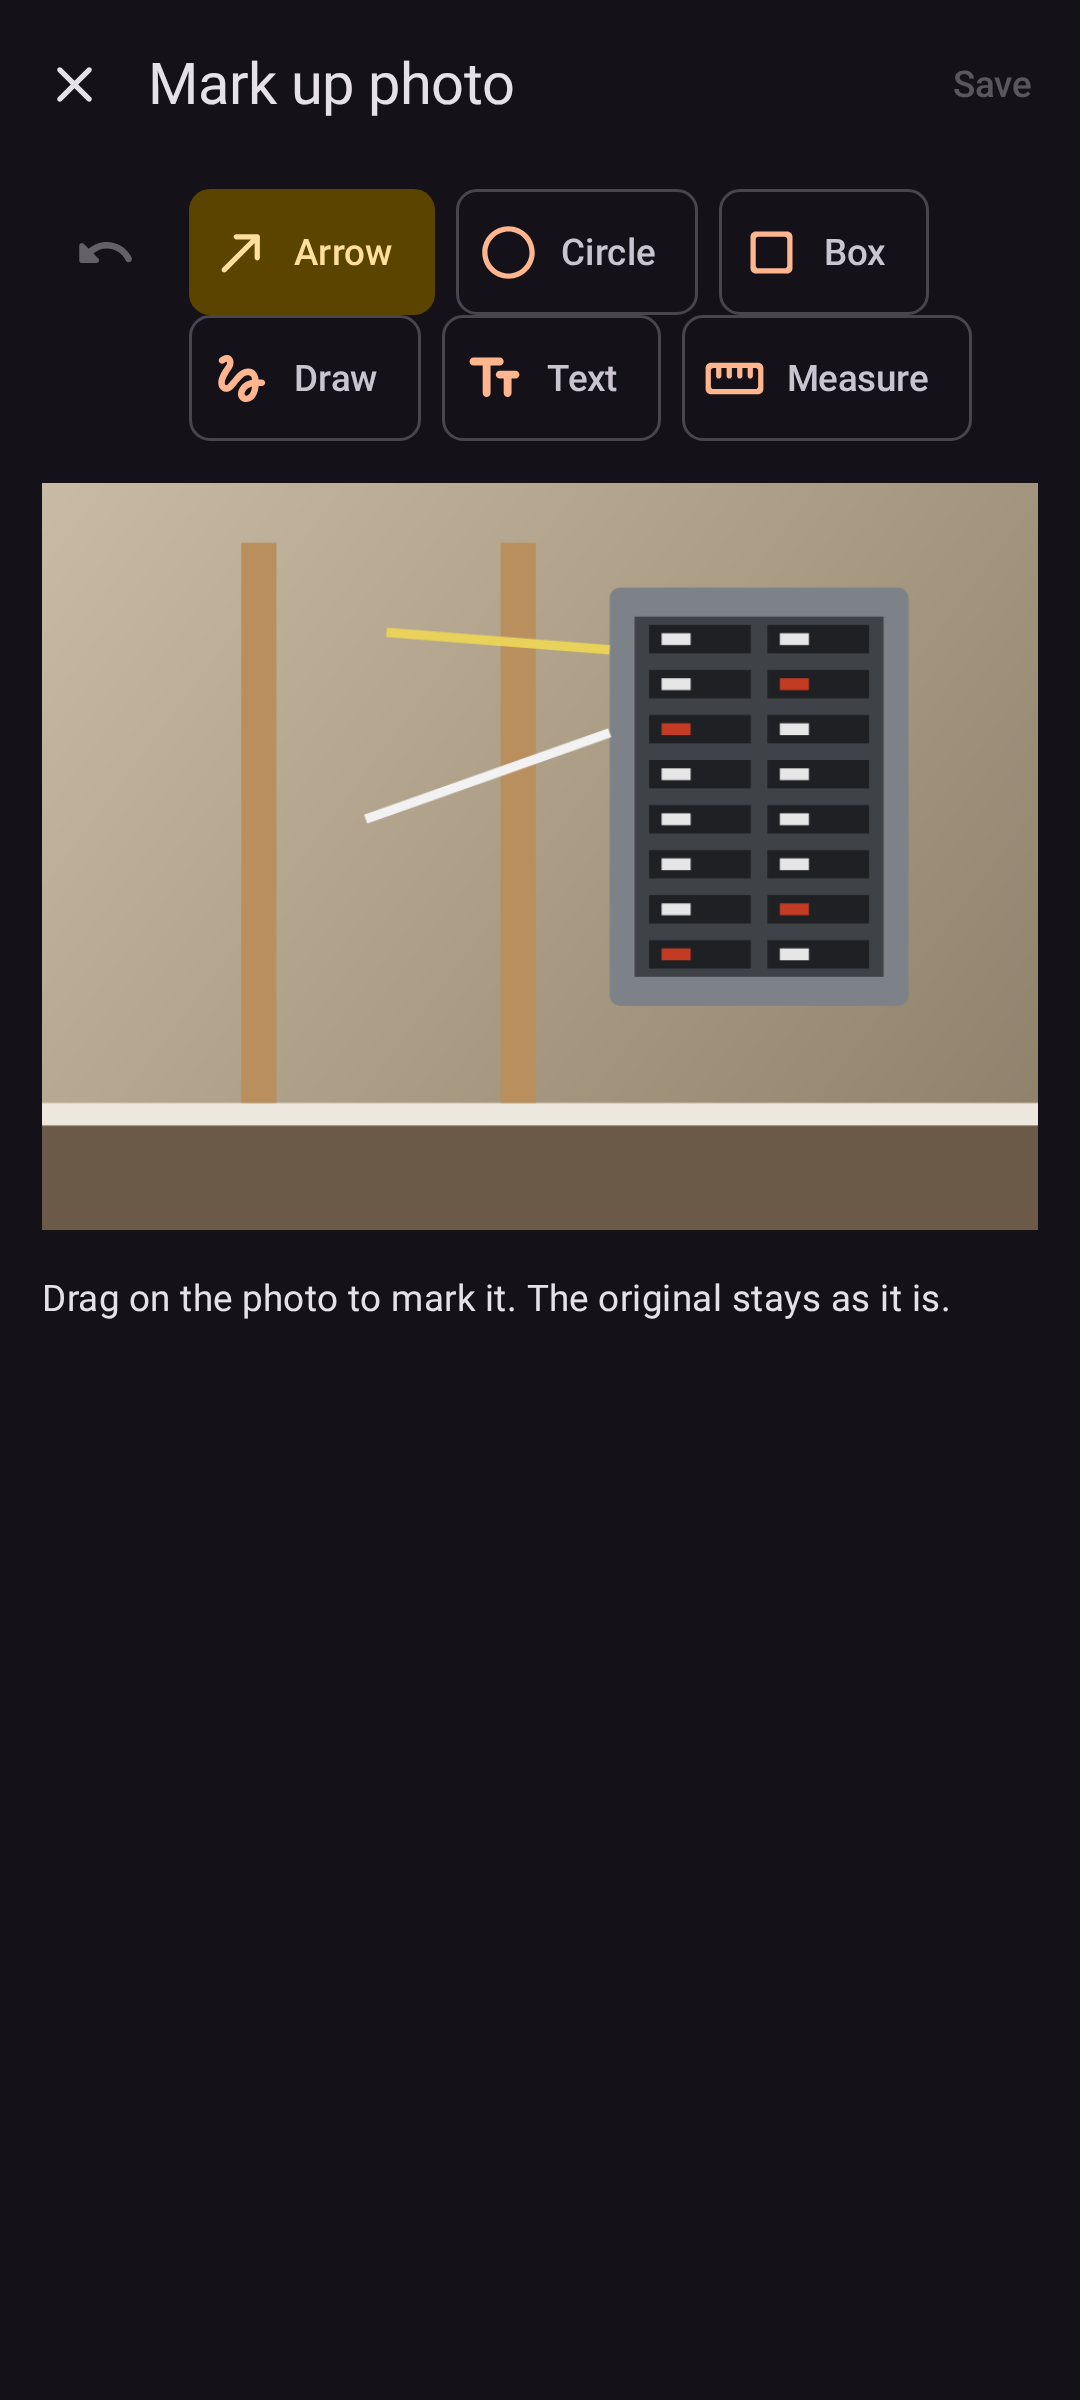 Mark up photo
Save
Arrow
Circle
Box
Draw
Text
Measure
Drag on the photo to mark it. The original stays as it is.